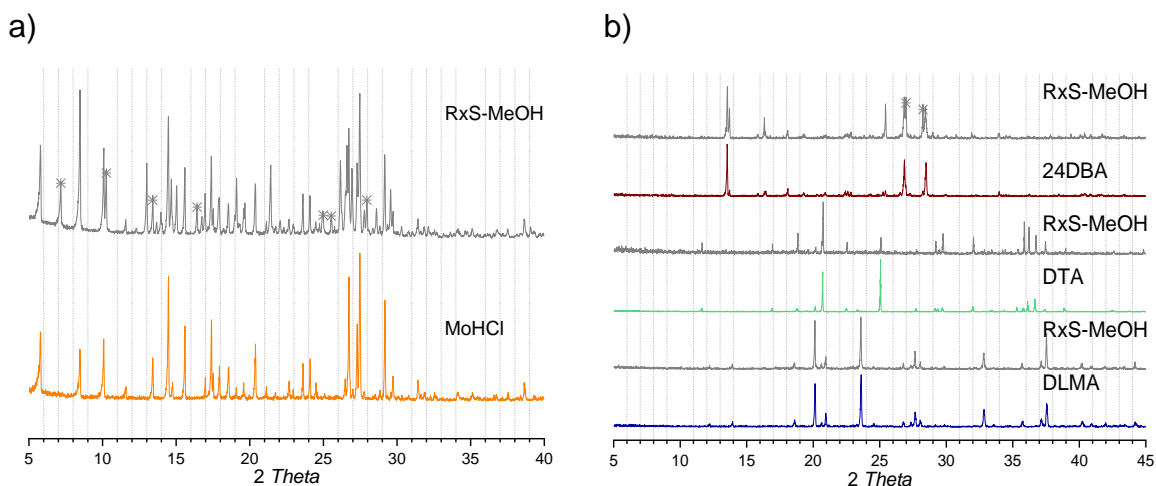 a)
RxS-MeOH
MoHCl
5 10 15 20 25 30 35 40
2 Theta
b)
RxS-MeOH
24DBA
RxS-MeOH
DTA
RxS-MeOH
DLMA
5 10 15 20 25 30 35 40 45
2 Theta